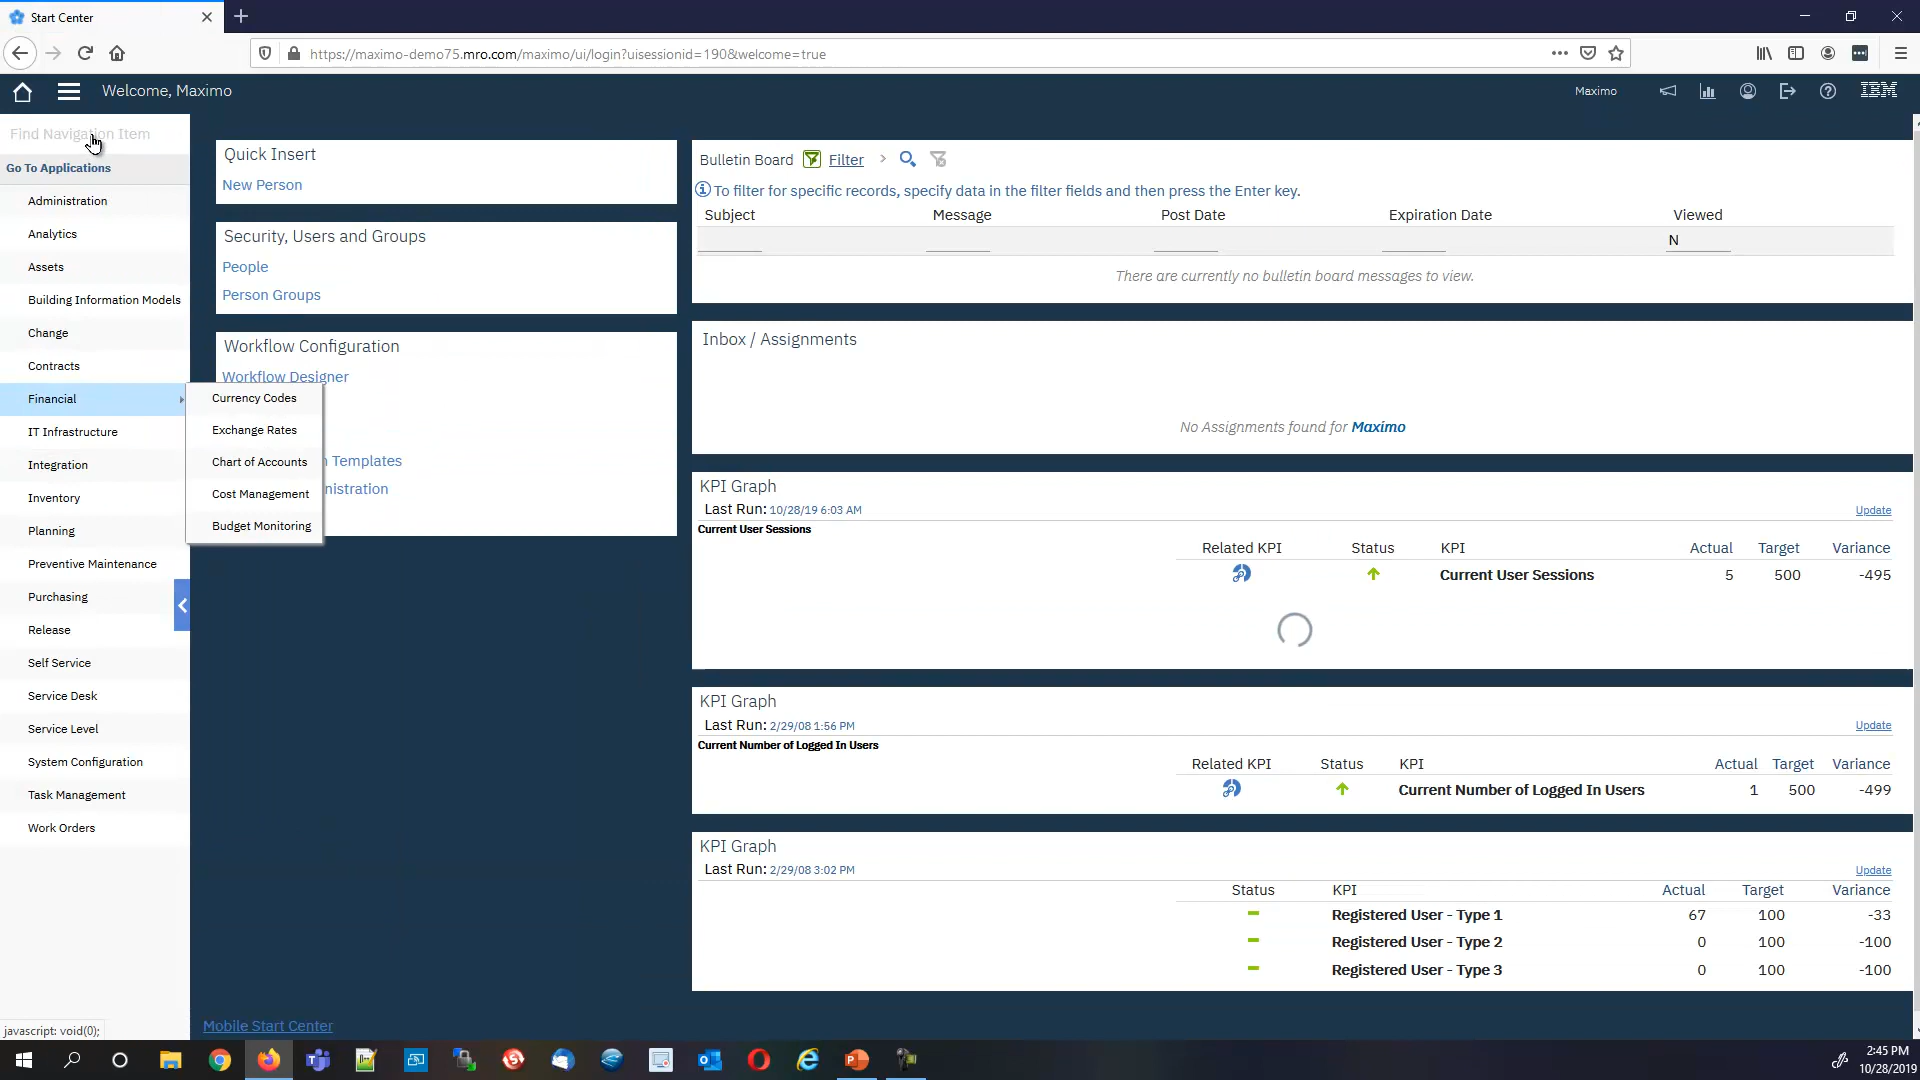 Start Center
https://maximo-demo75.mro.com/maximo/ui/login?uisessionid=190&welcome=true
Welcome, Maximo
Maximo
IBM
Find Navigation Item
Go To Applications
Administration
Analytics
Assets
Building Information Models
Change
Contracts
Financial
IT Infrastructure
Integration
Inventory
Planning
Preventive Maintenance
Purchasing
Release
Self Service
Service Desk
Service Level
System Configuration
Task Management
Work Orders
Currency Codes
Exchange Rates
Chart of Accounts
Cost Management
Budget Monitoring
Quick Insert
New Person
Security, Users and Groups
People
Person Groups
Workflow Configuration
Workflow Designer
Templates
nistration
Mobile Start Center
Bulletin Board Filter
To filter for specific records, specify data in the filter fields and then press the Enter key.
Subject Message Post Date Expiration Date Viewed
N
There are currently no bulletin board messages to view.
Inbox / Assignments
No Assignments found for Maximo
KPI Graph
Last Run: 10/28/19 6:03 AM Update
Current User Sessions
Related KPI Status KPI Actual Target Variance
Current User Sessions 5 500 -495
KPI Graph
Last Run: 2/29/08 1:56 PM Update
Current Number of Logged In Users
Related KPI Status KPI Actual Target Variance
Current Number of Logged In Users 1 500 -499
KPI Graph
Last Run: 2/29/08 3:02 PM Update
Status KPI Actual Target Variance
Registered User - Type 1 67 100 -33
Registered User - Type 2 0 100 -100
Registered User - Type 3 0 100 -100
javascript: void(0);
2:45 PM
10/28/2019